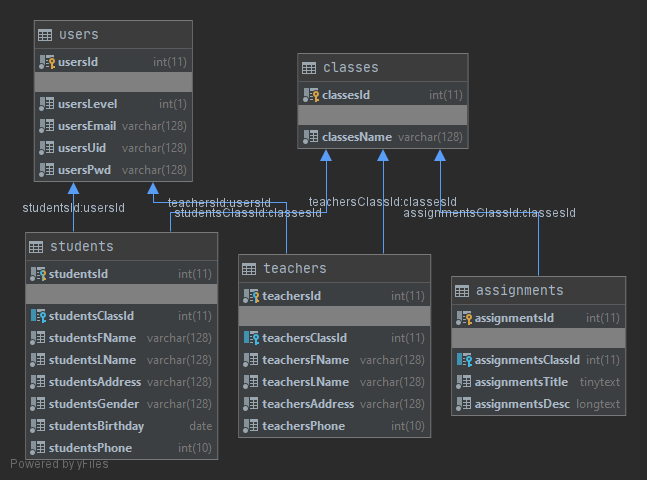 users
usersId int(11)
usersLevel int(1)
usersEmail varchar(128)
usersUid varchar(128)
usersPwd varchar(128)
classes
classesId int(11)
classesName varchar(128)
studentsId:usersId
teachersId:usersId
studentsClassId:classesId
teachersClassId:classesId
assignmentsClassId:classesId
students
studentsId int(11)
studentsClassId int(11)
studentsFName varchar(128)
studentsLName varchar(128)
studentsAddress varchar(128)
studentsGender varchar(128)
studentsBirthday date
studentsPhone int(10)
teachers
teachersId int(11)
teachersClassId int(11)
teachersFName varchar(128)
teachersLName varchar(128)
teachersAddress varchar(128)
teachersPhone int(10)
assignments
assignmentsId int(11)
assignmentsClassId int(11)
assignmentsTitle tinytext
assignmentsDesc longtext
Powered by yFiles